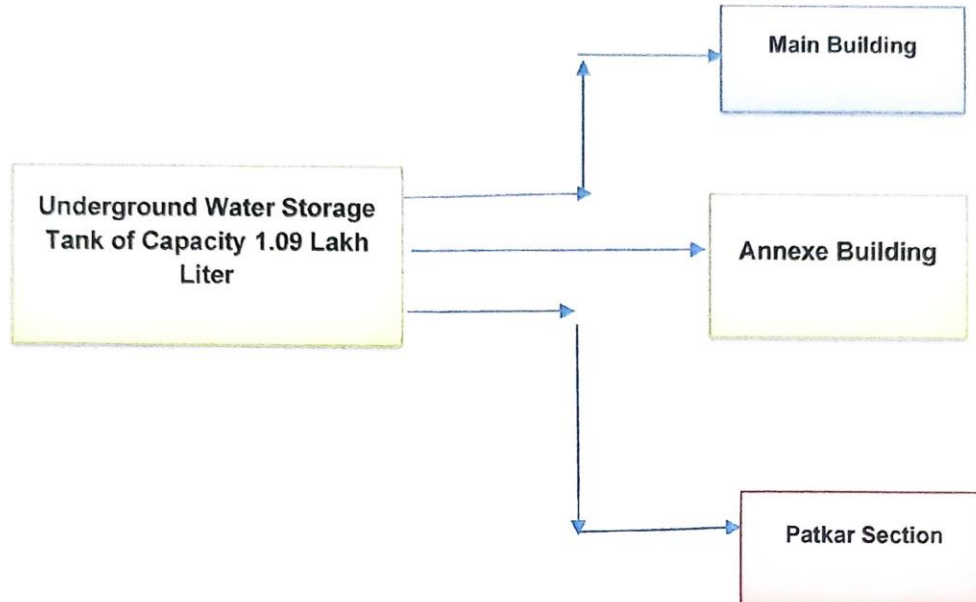 Main Building
Underground Water Storage
Tank of Capacity 1.09 Lakh
Liter
Annexe Building
Patkar Section